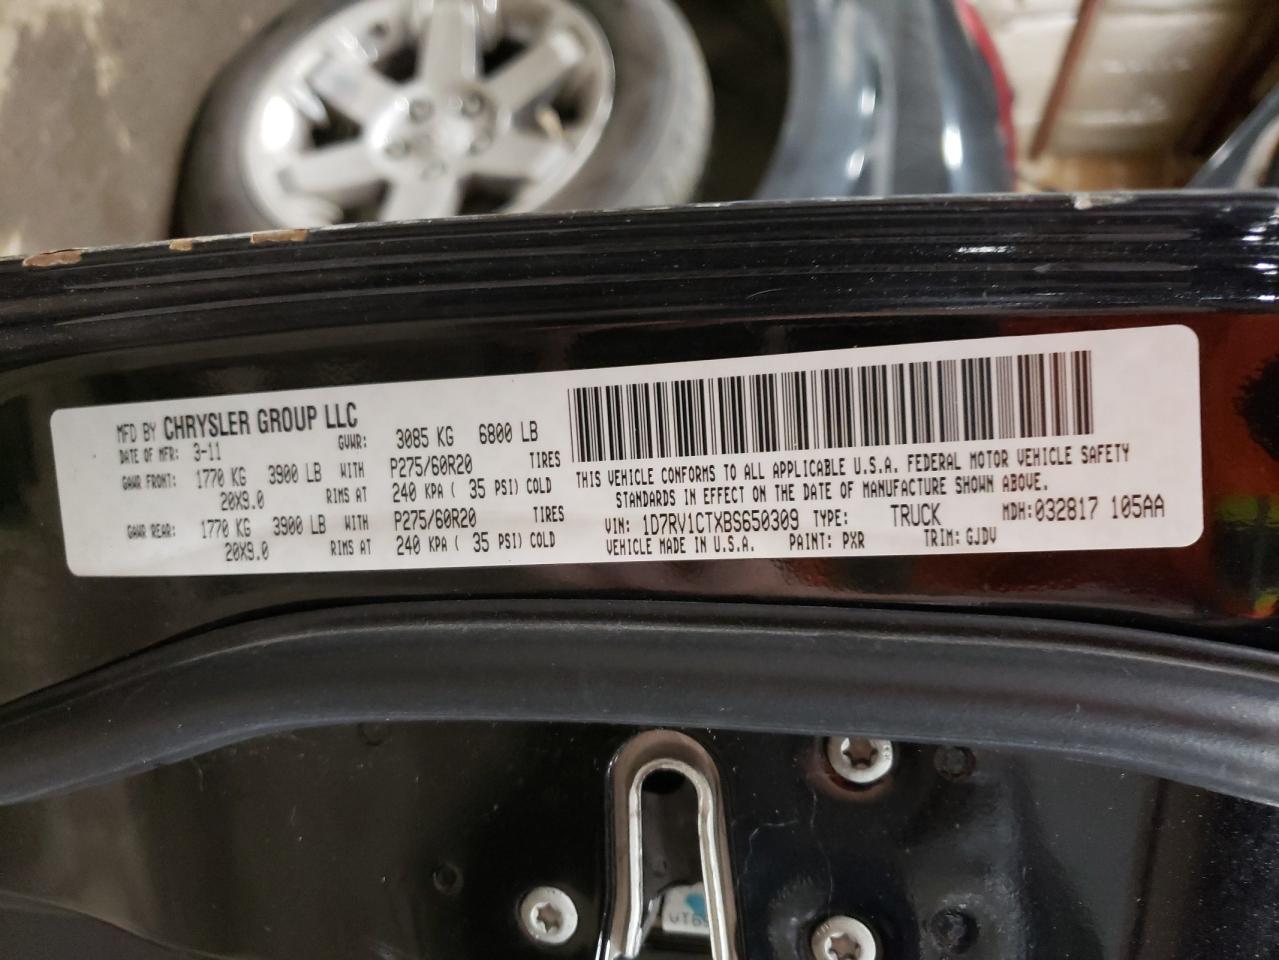 MFD BY CHRYSLER GROUP LLC
DATE OF MFR: 3-11 GVWR: 3085 KG 6800 LB
GAWR FRONT: 1770 KG 3900 LB WITH P275/60R20 TIRES
20X9.0 RIMS AT 240 KPA ( 35 PSI) COLD
GAWR REAR: 1770 KG 3900 LB WITH P275/60R20 TIRES
20X9.0 RIMS AT 240 KPA ( 35 PSI) COLD
THIS VEHICLE CONFORMS TO ALL APPLICABLE U.S.A. FEDERAL MOTOR VEHICLE SAFETY
STANDARDS IN EFFECT ON THE DATE OF MANUFACTURE SHOWN ABOVE.
VIN: 1D7RV1CTXBS650309 TYPE: TRUCK MDH: 032817 105AA
VEHICLE MADE IN U.S.A. PAINT: PXR TRIM: GJDV